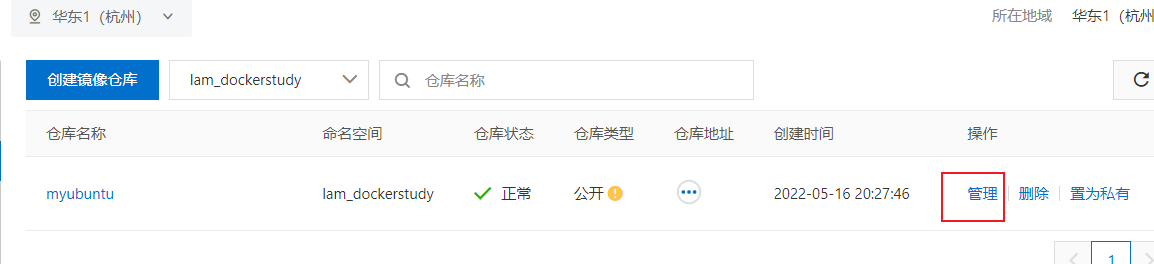 华东1（杭州） 所在地域 华东1（杭州
创建镜像仓库 lam_dockerstudy 仓库名称
仓库名称 命名空间 仓库状态 仓库类型 仓库地址 创建时间 操作
myubuntu lam_dockerstudy 正常 公开 2022-05-16 20:27:46 管理 删除 置为私有
1